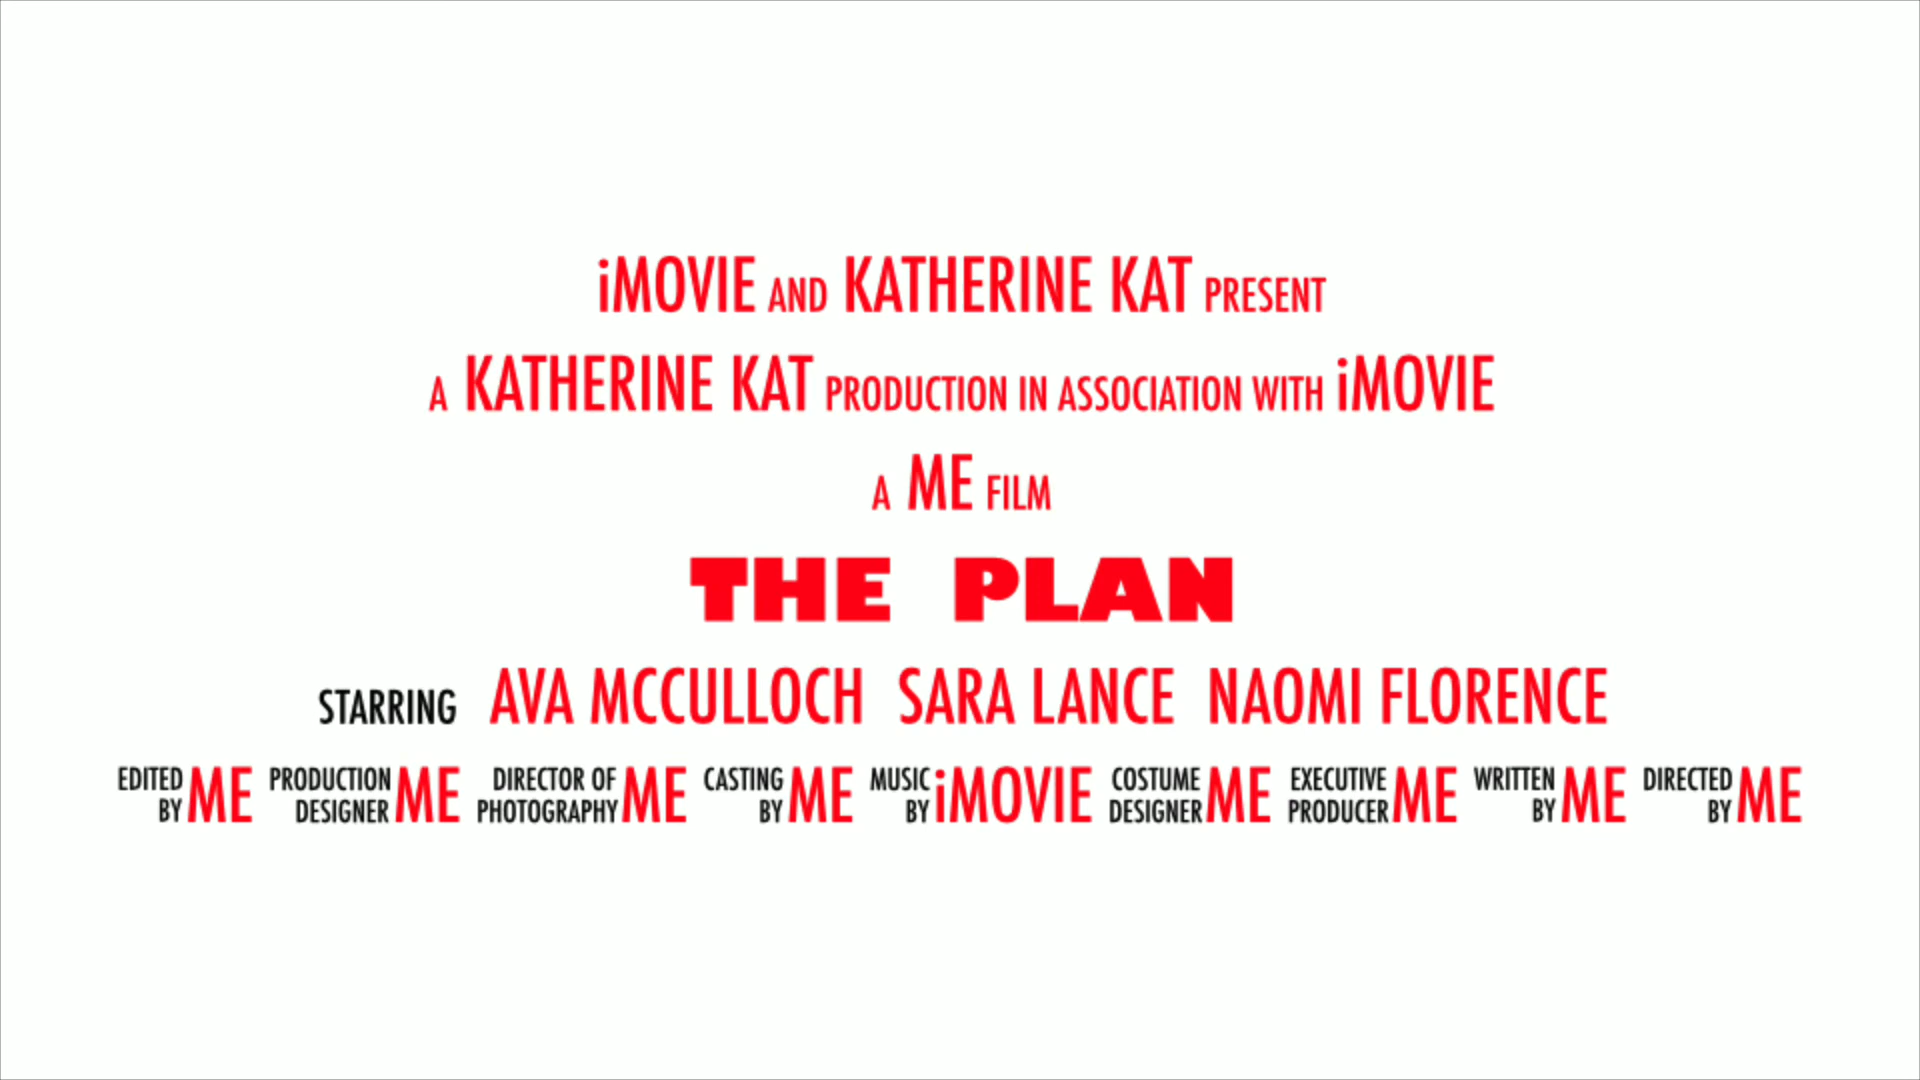 iMOVIE AND KATHERINE KAT PRESENT
A KATHERINE KAT PRODUCTION IN ASSOCIATION WITH iMOVIE
A ME FILM
THE PLAN
STARRING AVA MCCULLOCH SARA LANCE NAOMI FLORENCE
EDITED BY ME PRODUCTION DESIGNER ME DIRECTOR OF PHOTOGRAPHY ME CASTING BY ME MUSIC BY iMOVIE COSTUME DESIGNER ME EXECUTIVE PRODUCER ME WRITTEN BY ME DIRECTED BY ME